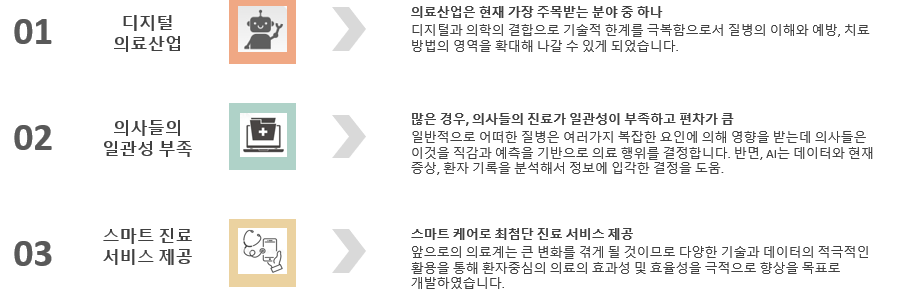 01
디지털
의료산업
의료산업은 현재 가장 주목받는 분야 중 하나
디지털과 의학의 결합으로 기술적 한계를 극복함으로서 질병의 이해와 예방, 치료
방법의 영역을 확대해 나갈 수 있게 되었습니다.
02
의사들의
일관성 부족
많은 경우, 의사들의 진료가 일관성이 부족하고 편차가 큼
일반적으로 어떠한 질병은 여러가지 복잡한 요인에 의해 영향을 받는데 의사들은
이것을 직감과 예측을 기반으로 의료 행위를 결정합니다. 반면, AI는 데이터와 현재
증상, 환자 기록을 분석해서 정보에 입각한 결정을 도움.
03
스마트 진료
서비스 제공
스마트 케어로 최첨단 진료 서비스 제공
앞으로의 의료계는 큰 변화를 겪게 될 것이므로 다양한 기술과 데이터의 적극적인
활용을 통해 환자중심의 의료의 효과성 및 효율성을 극적으로 향상을 목표로
개발하였습니다.